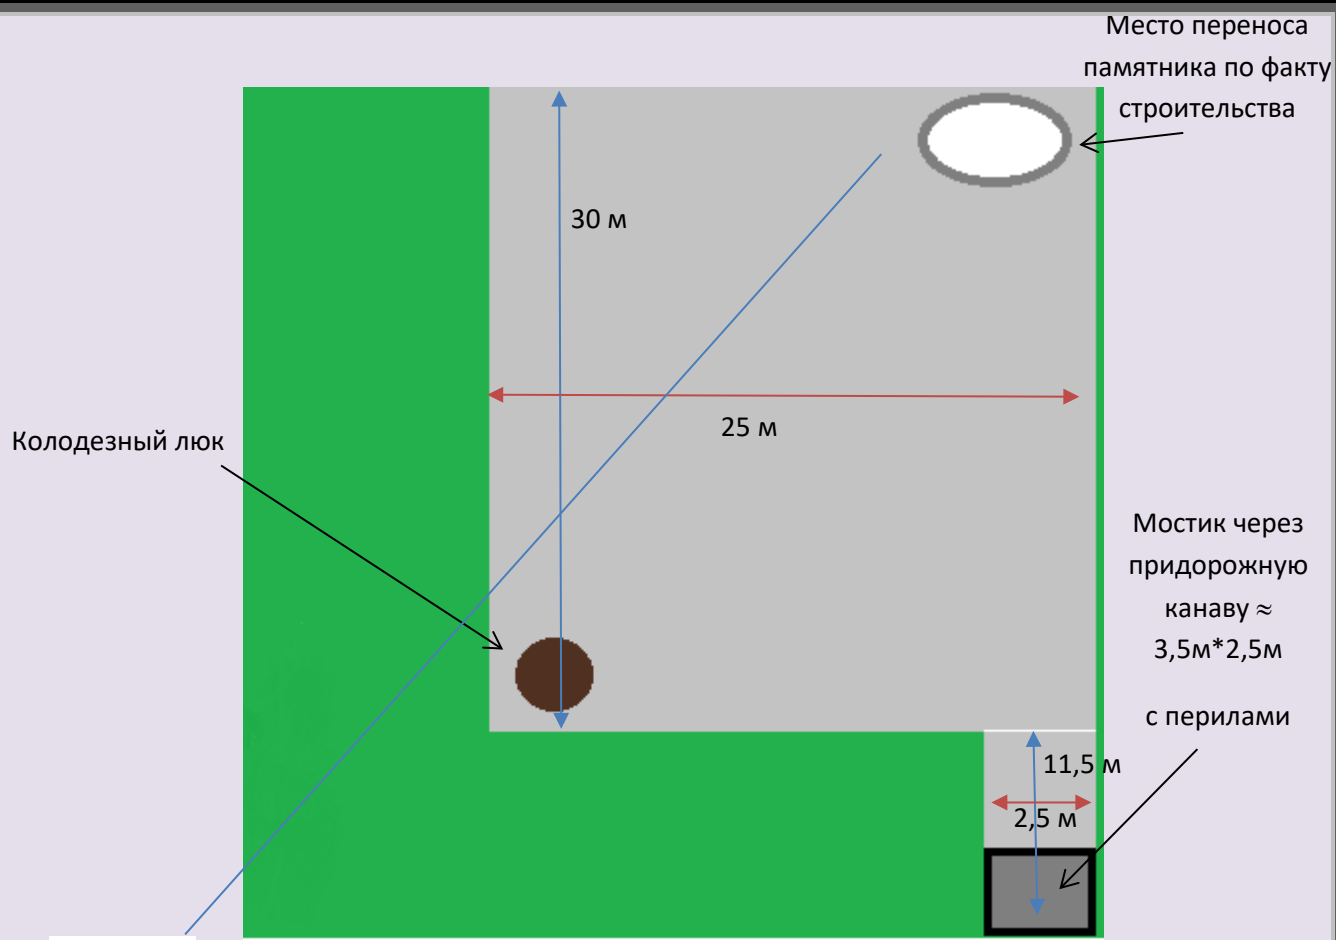 Место переноса
памятника по факту
строительства
30 м
25 м
Колодезный люк
Мостик через
придорожную
канаву ≈
3,5м*2,5м
с перилами
11,5 м
2,5 м